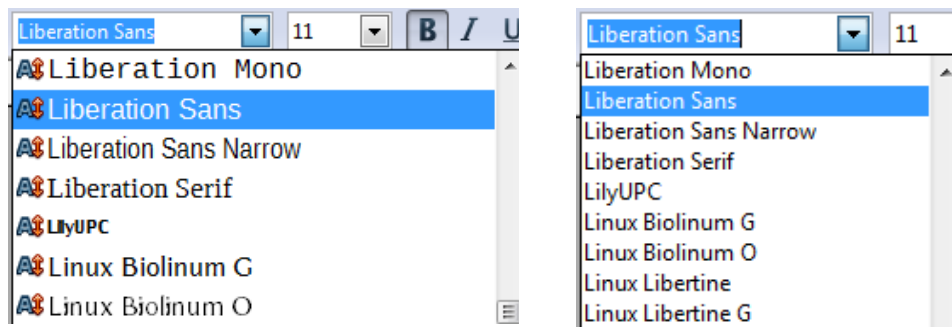 Liberation Sans 11 B I U
Liberation Mono
Liberation Sans
Liberation Sans Narrow
Liberation Serif
LilyUPC
Linux Biolinum G
Linux Biolinum O
Liberation Sans 11
Liberation Mono
Liberation Sans
Liberation Sans Narrow
Liberation Serif
LilyUPC
Linux Biolinum G
Linux Biolinum O
Linux Libertine
Linux Libertine G